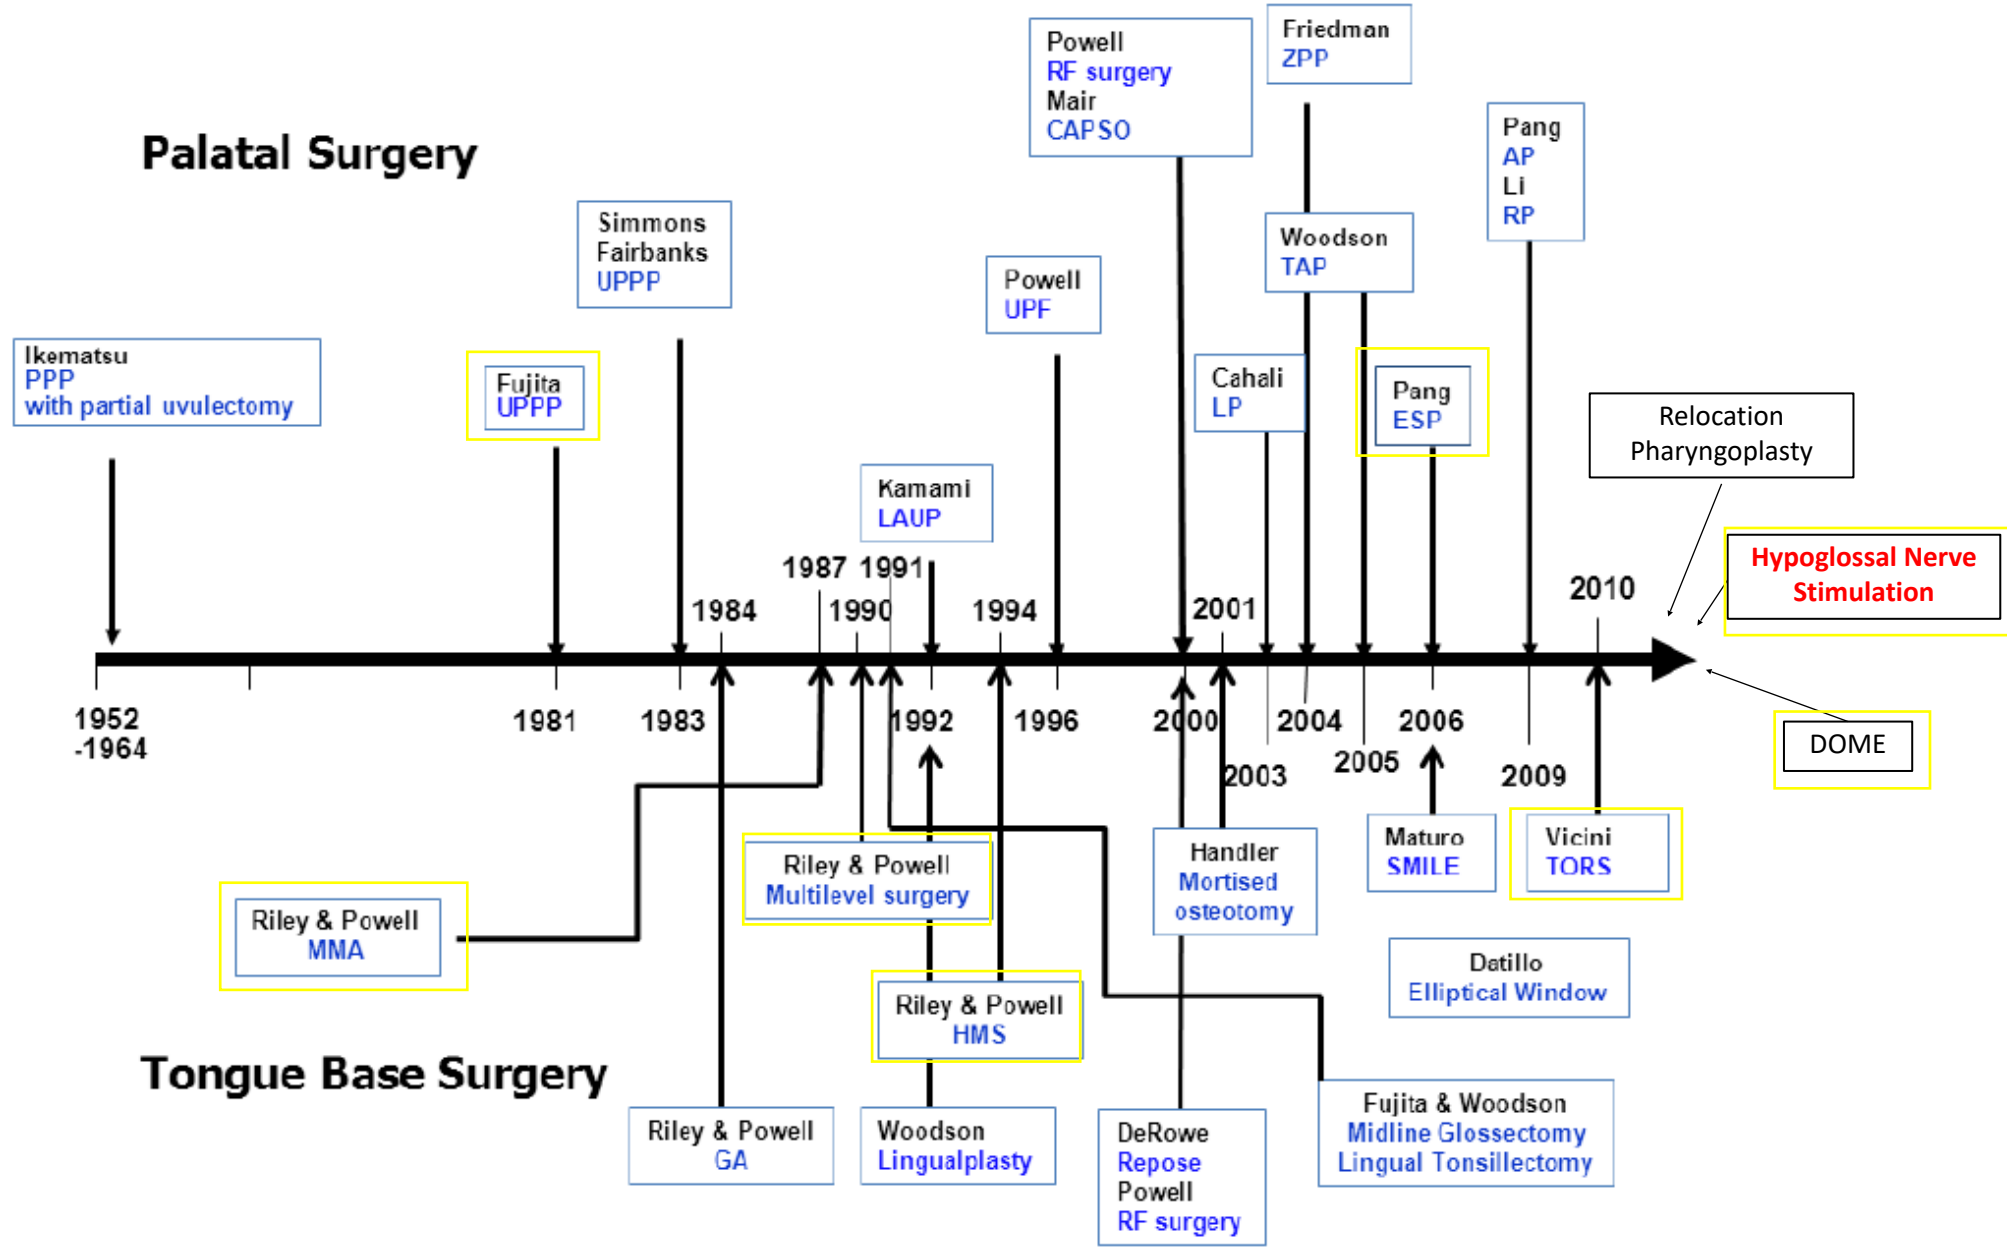 Palatal Surgery
Ikematsu
PPP
with partial uvulectomy
Fujita
UPPP
Simmons
Fairbanks
UPPP
Kamami
LAUP
Powell
UPF
Powell
RF surgery
Mair
CAPSO
Cahali
LP
Friedman
ZPP
Woodson
TAP
Pang
ESP
Pang
AP
Li
RP
Relocation
Pharyngoplasty
Hypoglossal Nerve
Stimulation
DOME
1984
1987
1990
1991
1994
2001
2010
1952
-1964
1981
1983
1992
1996
2000
2003
2004
2005
2006
2009
Riley & Powell
MMA
Riley & Powell
Multilevel surgery
Riley & Powell
HMS
Handler
Mortised
osteotomy
Maturo
SMILE
Vicini
TORS
Datillo
Elliptical Window
Tongue Base Surgery
Riley & Powell
GA
Woodson
Lingualplasty
DeRowe
Repose
Powell
RF surgery
Fujita & Woodson
Midline Glossectomy
Lingual Tonsillectomy